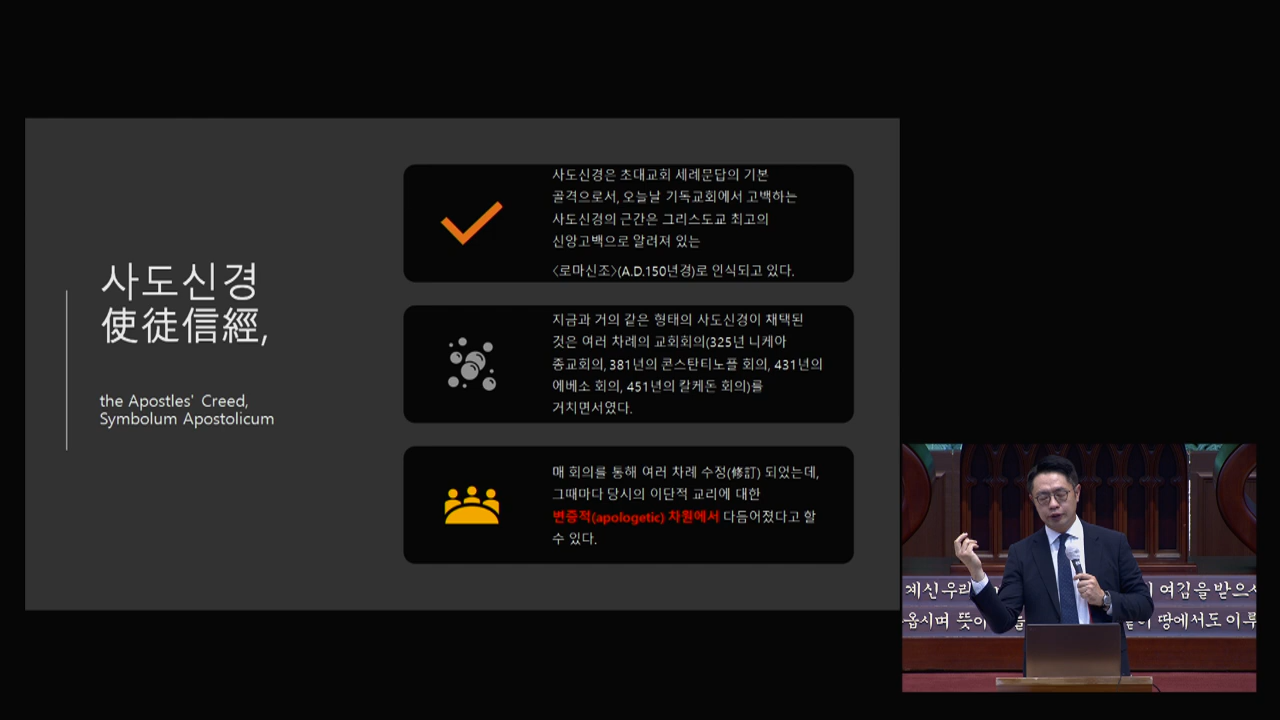 사도신경
使徒信經,
the Apostles' Creed,
Symbolum Apostolicum
사도신경은 초대교회 세례문답의 기본
골격으로서, 오늘날 기독교회에서 고백하는
사도신경의 근간은 그리스도교 최고의
신앙고백으로 알려져 있는
<로마신조>(A.D.150년경)로 인식되고 있다.
지금과 거의 같은 형태의 사도신경이 채택된
것은 여러 차례의 교회회의(325년 니케아
종교회의, 381년의 콘스탄티노플 회의, 431년의
에베소 회의, 451년의 칼케돈 회의)를
거치면서였다.
매 회의를 통해 여러 차례 수정(修訂) 되었는데,
그때마다 당시의 이단적 교리에 대한
변증적(apologetic) 차원에서 다듬어졌다고 할
수 있다.
계신우리 여김을받으시
옵시며 뜻이 땅에서도이루